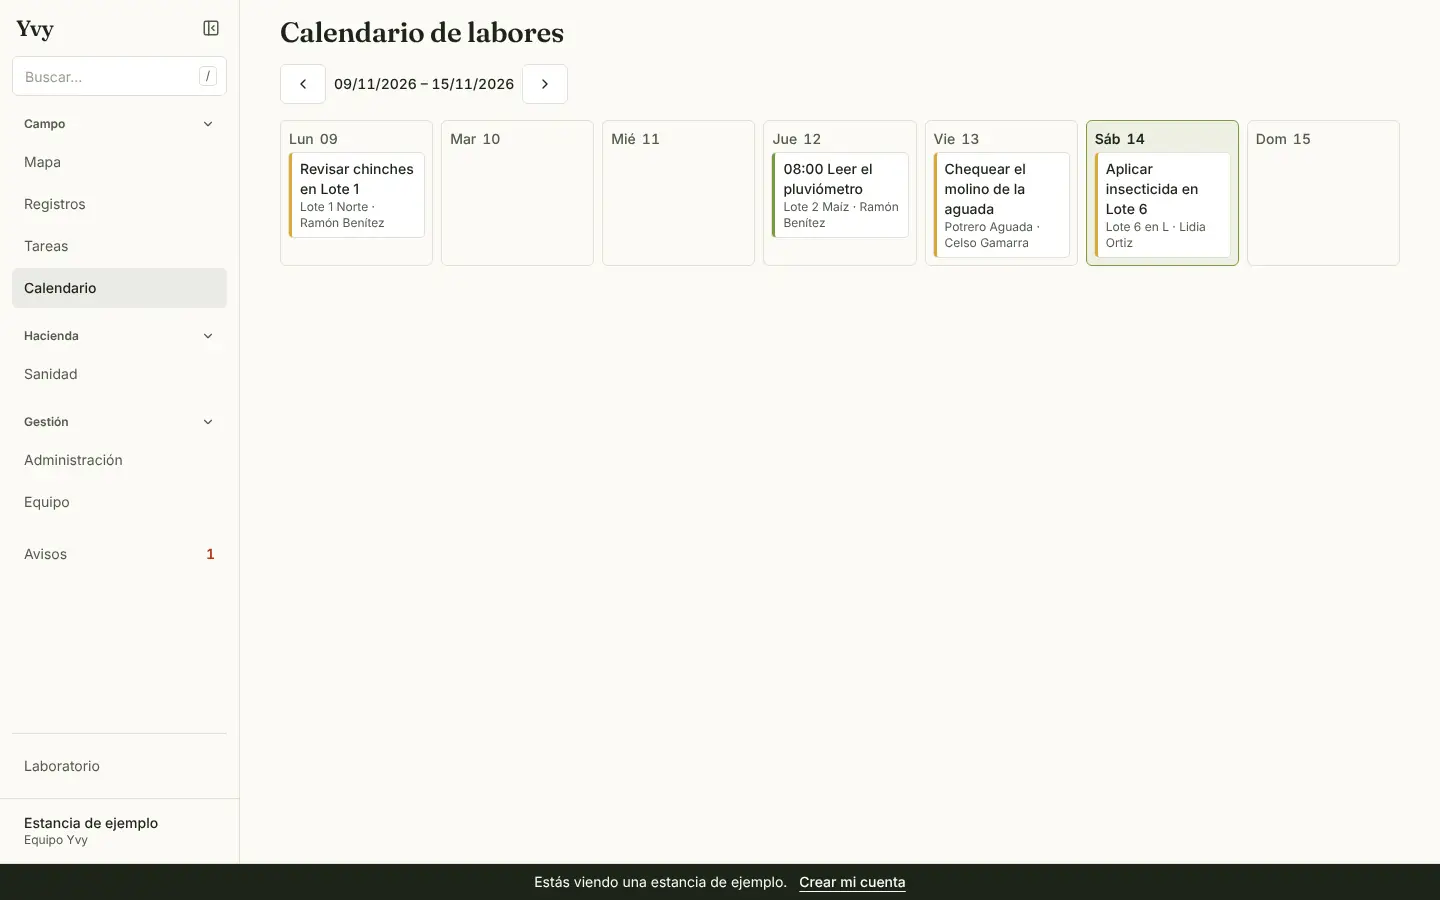 Yvy
Buscar...
/
Campo
Mapa
Registros
Tareas
Calendario
Hacienda
Sanidad
Gestión
Administración
Equipo
Avisos 1
Laboratorio
Estancia de ejemplo
Equipo Yvy
Calendario de labores
09/11/2026 – 15/11/2026
Lun 09
Revisar chinches
en Lote 1
Lote 1 Norte ·
Ramón Benítez
Mar 10
Mié 11
Jue 12
08:00 Leer el
pluviómetro
Lote 2 Maíz · Ramón
Benítez
Vie 13
Chequear el
molino de la
aguada
Potrero Aguada ·
Celso Gamarra
Sáb 14
Aplicar
insecticida en
Lote 6
Lote 6 en L · Lidia
Ortiz
Dom 15
Estás viendo una estancia de ejemplo. Crear mi cuenta